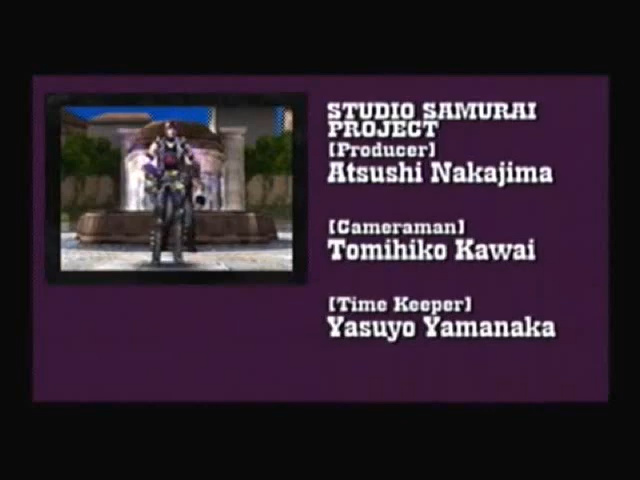 STUDIO SAMURAI
PROJECT
[Producer]
Atsushi Nakajima
[Cameraman]
Tomihiko Kawai
[Time Keeper]
Yasuyo Yamanaka